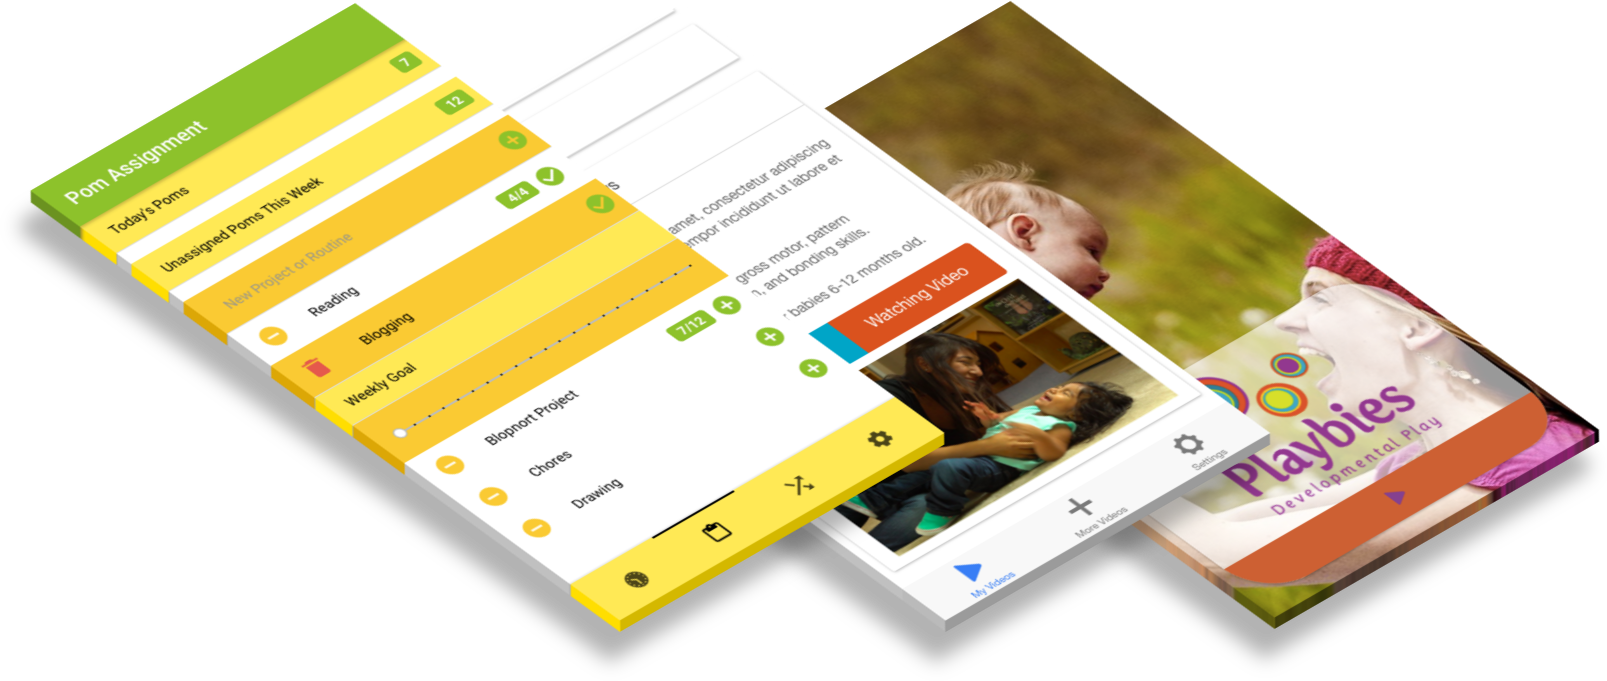 Pom Assignment
Today's Poms
7
Unassigned Poms This Week
12
New Project or Routine
Reading
4/4
Blogging
Weekly Goal
Blopnort Project
7/12
Chores
Drawing
amet, consectetur adipiscing
incididunt ut labore et
gross motor, pattern
and bonding skills.
babies 6-12 months old.
Watching Video
My Videos
More Videos
Settings
Playbies
Developmental Play